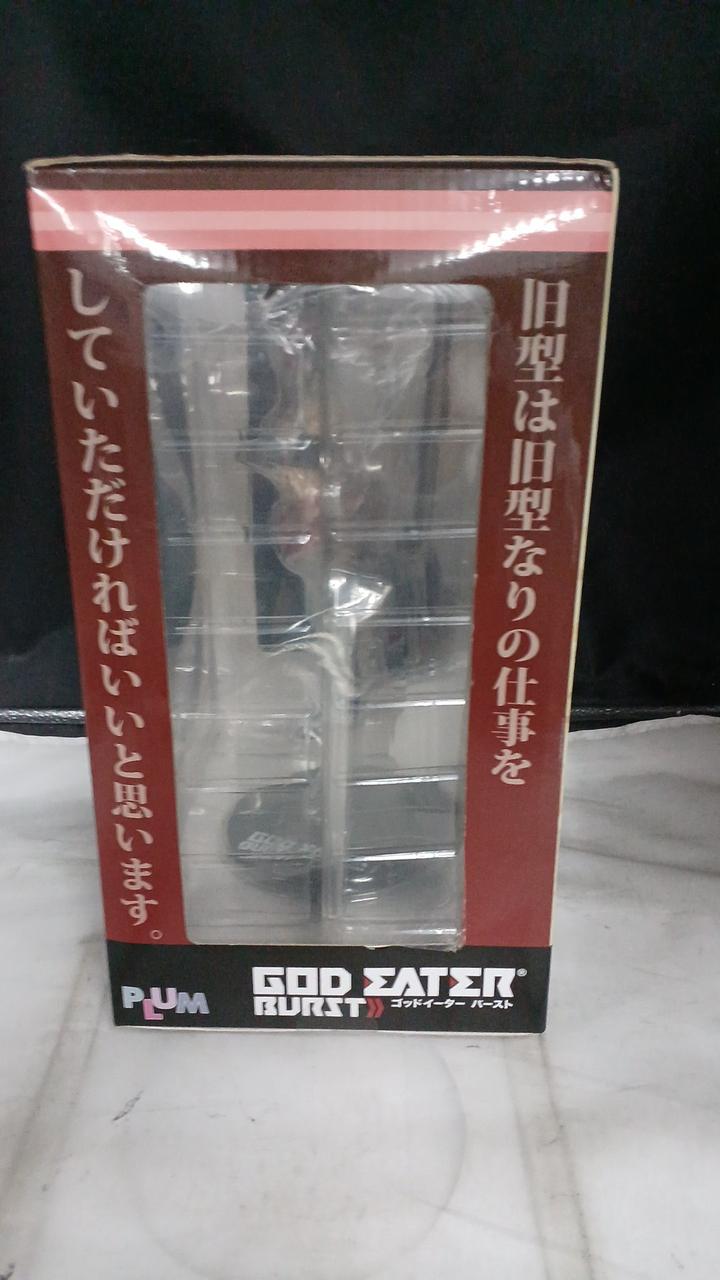 旧型は旧型なりの仕事を
していただければいいと思います。
GOD
BURST
PLUM
GOD EATER®
BURST»
ゴッドイーター バースト